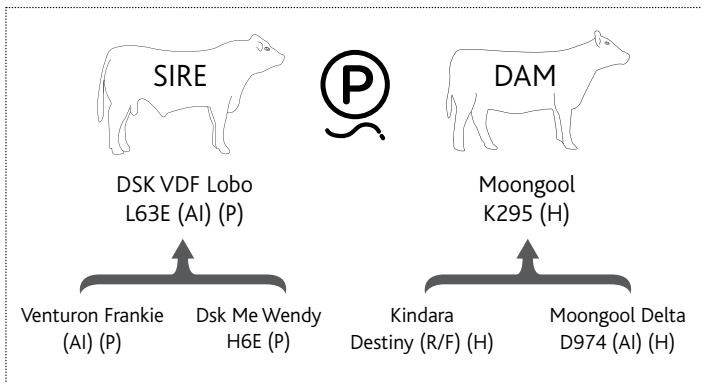 SIRE
P
DAM
DSK VDF Lobo
L63E (AI) (P)
Moongool
K295 (H)
Venturon Frankie
(AI) (P)
Dsk Me Wendy
H6E (P)
Kindara
Destiny (R/F) (H)
Moongool Delta
D974 (AI) (H)